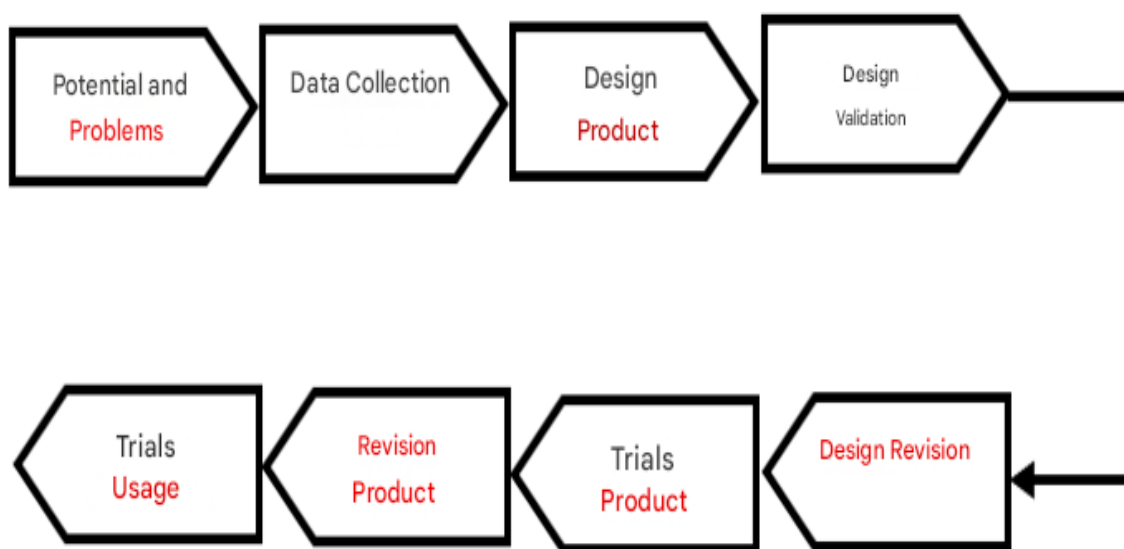 Potential and
Problems
Data Collection
Design
Product
Design
Validation
Design Revision
Trials
Product
Revision
Product
Trials
Usage